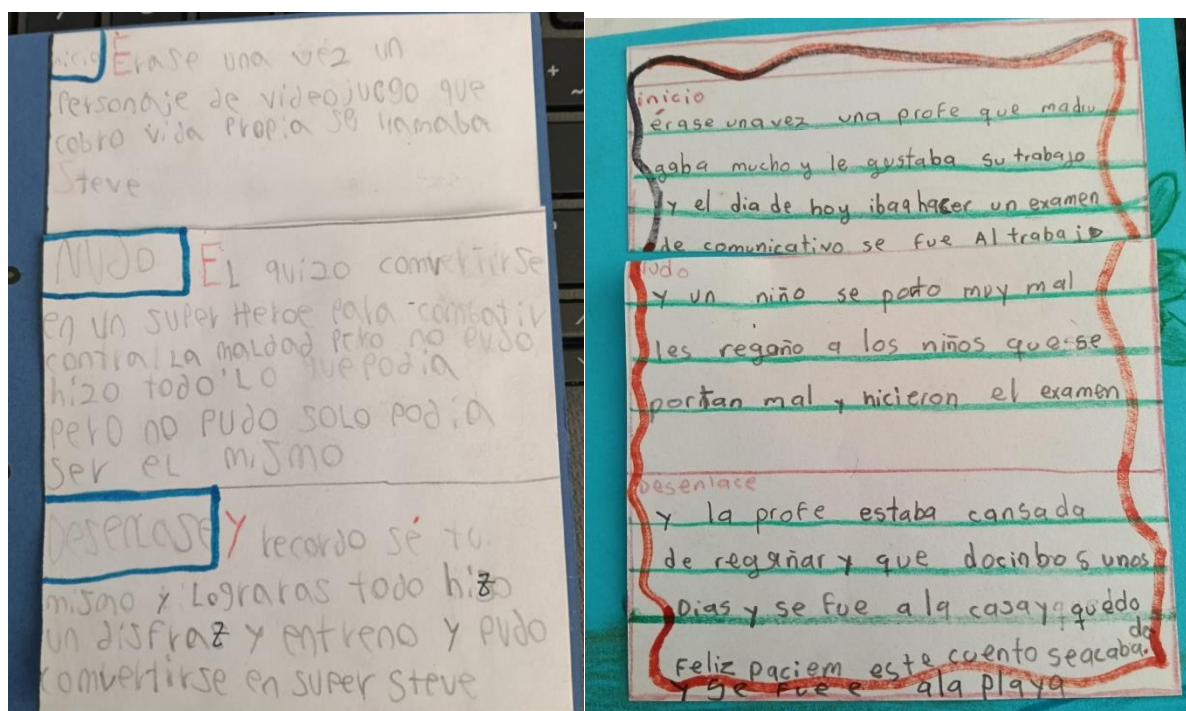 inicio Érase una vez un
Personaje de videojuego que
cobro vida propia se llamaba
Steve
NUDO EL quizo convertirse
en un super Heroe para combatir
contra LA maldad pero no pudo
hizo todo LO que podia
pero no PUDO SOLO podia
ser el mismo
Desenlase Y recordo sé tu
mismo y Lograras todo hizo
un disfraz y entreno y pudo
comvertirse en super steve
inicio
érase una vez una profe que madru
gaba mucho y le gustaba su trabajo
y el dia de hoy iba a hacer un examen
de comunicativo se fue Al trabajo
nudo
y un niño se porto muy mal
les regaño a los niños que se
portan mal y hicieron el examen
Desenlace
y la profe estaba cansada
de regañar y que unos
Dias y se fue a la casa y quedo
Feliz este cuento se acaba.
do
y se fue a la playa